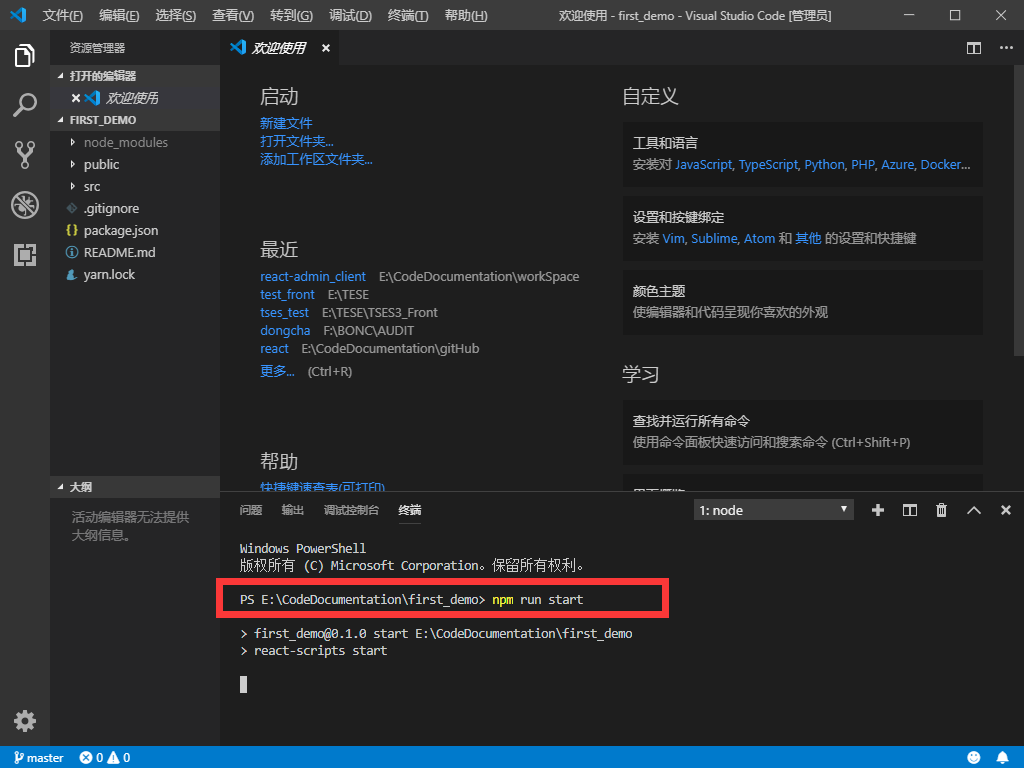 文件(F) 编辑(E) 选择(S) 查看(V) 转到(G) 调试(D) 终端(T) 帮助(H) 欢迎使用 - first_demo - Visual Studio Code [管理员]
资源管理器
打开的编辑器
欢迎使用
FIRST_DEMO
node_modules
public
src
.gitignore
package.json
README.md
yarn.lock
大纲
活动编辑器无法提供
大纲信息。
欢迎使用
启动
新建文件
打开文件夹...
添加工作区文件夹...
最近
react-admin_client E:\CodeDocumentation\workSpace
test_front E:\TESE
tses_test E:\TESE\TSES3_Front
dongcha F:\BONC\AUDIT
react E:\CodeDocumentation\gitHub
更多... (Ctrl+R)
帮助
快捷键速查表(可打印)
自定义
工具和语言
安装对 JavaScript, TypeScript, Python, PHP, Azure, Docker...
设置和按键绑定
安装 Vim, Sublime, Atom 和 其他 的设置和快捷键
颜色主题
使编辑器和代码呈现你喜欢的外观
学习
查找并运行所有命令
使用命令面板快速访问和搜索命令 (Ctrl+Shift+P)
问题 输出 调试控制台 终端 1: node
Windows PowerShell
版权所有 (C) Microsoft Corporation。保留所有权利。
PS E:\CodeDocumentation\first_demo> npm run start
> first_demo@0.1.0 start E:\CodeDocumentation\first_demo
> react-scripts start
master 0 0